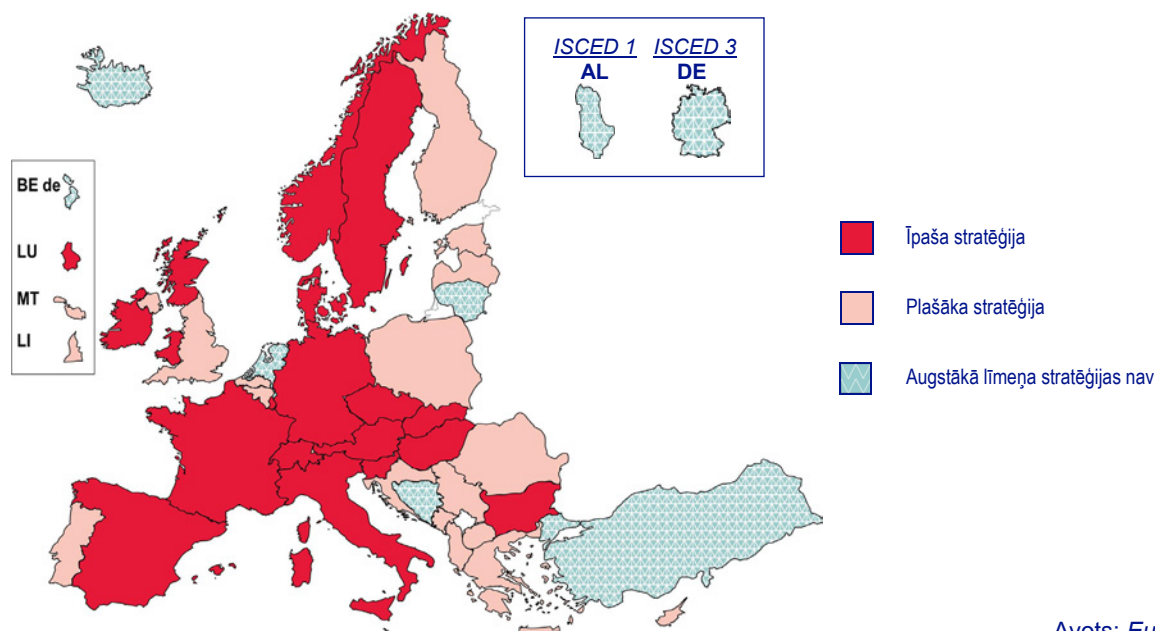 ISCED 1 ISCED 3
AL DE
BE de
LU
MT
LI
Īpaša stratēģija
Plašāka stratēģija
Augstākā līmeņa stratēģijas nav
Avots: Eu